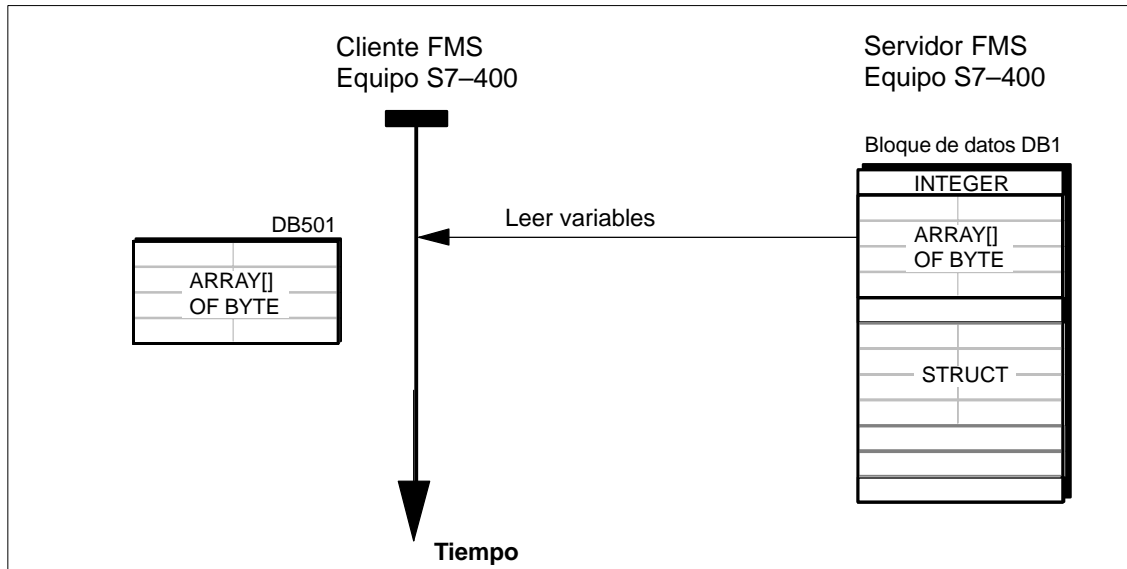 Cliente FMS
Equipo S7–400
Servidor FMS
Equipo S7–400
Bloque de datos DB1
INTEGER
DB501
Leer variables
ARRAY[]
OF BYTE
ARRAY[]
OF BYTE
STRUCT
Tiempo